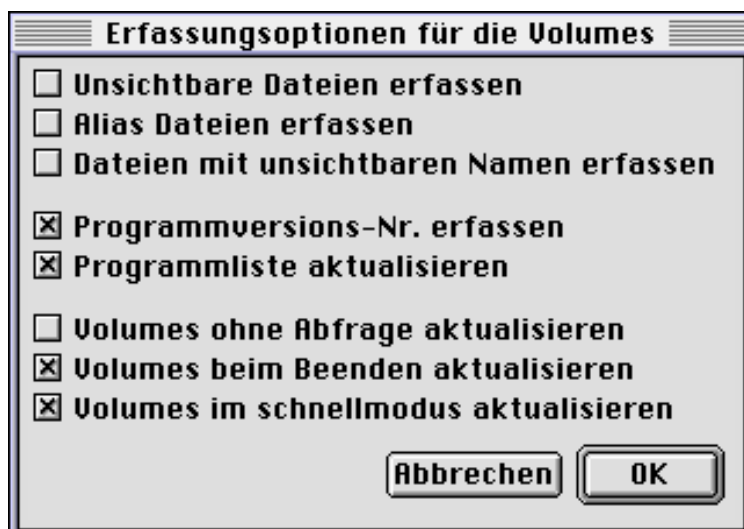 Erfassungsoptionen für die Volumes
Unsichtbare Dateien erfassen
Alias Dateien erfassen
Dateien mit unsichtbaren Namen erfassen
Programmversions-Nr. erfassen
Programmliste aktualisieren
Volumes ohne Abfrage aktualisieren
Volumes beim Beenden aktualisieren
Volumes im schnellmodus aktualisieren
Abbrechen OK